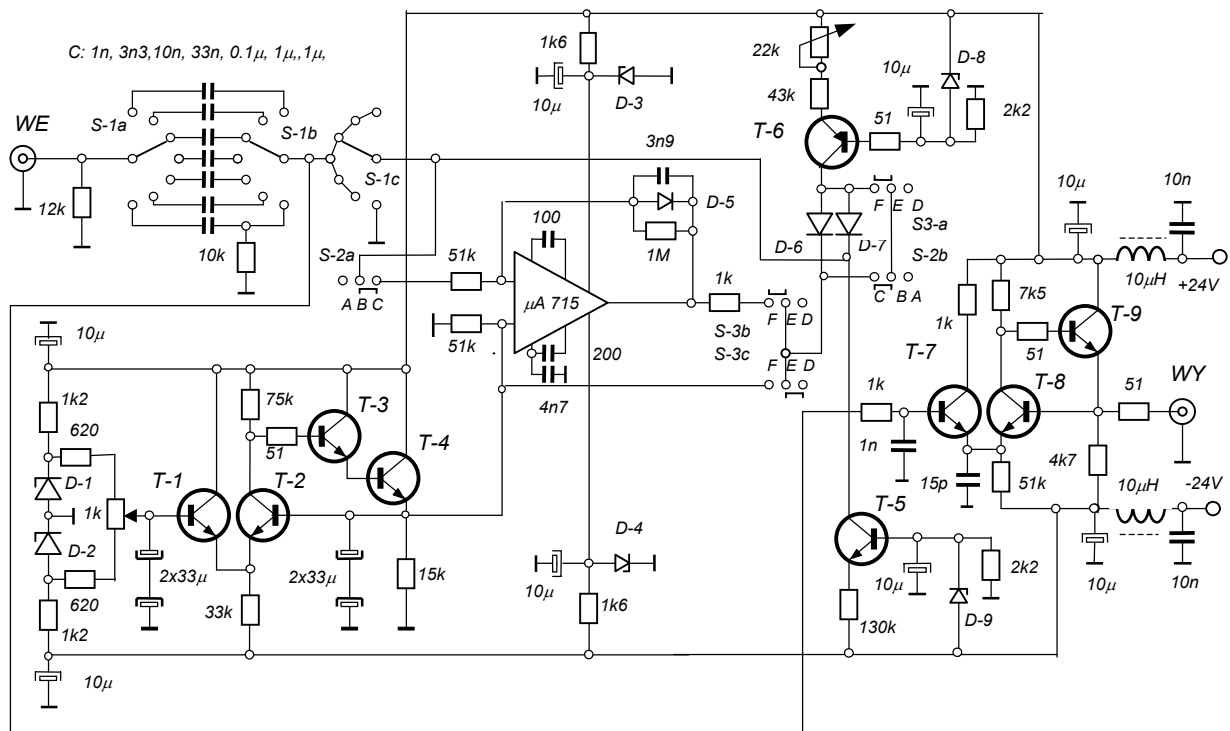 C: 1n, 3n3,10n, 33n, 0.1μ, 1μ,,1μ,
WE
S-1a
S-1b
S-1c
12k
10k
1k6
10μ
D-3
3n9
D-5
1M
100
S-2a
A B C
51k
51k
μA 715
200
4n7
1k
F E D
S-3b
S-3c
F E D
22k
43k
T-6
51
10μ
D-8
2k2
F E D
S3-a
D-6
D-7
S-2b
C B A
10μ
10n
10μH
+24V
1k
7k5
T-9
51
T-7
T-8
WY
51
1k
1n
15p
51k
4k7
10μH
-24V
10μ
10n
T-5
10μ
2k2
D-9
130k
10μ
1k2
620
D-1
1k
D-2
620
1k2
10μ
T-1
2x33μ
75k
51
T-2
33k
T-3
T-4
2x33μ
15k
D-4
10μ
1k6